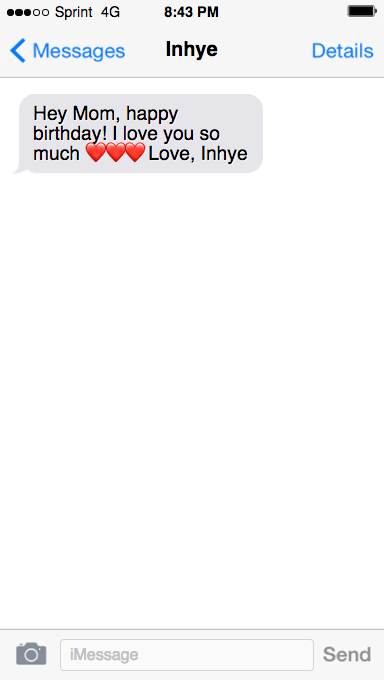 Sprint 4G 8:43 PM
Messages Inhye Details
Hey Mom, happy
birthday! I love you so
much ❤️❤️❤️ Love, Inhye
iMessage Send